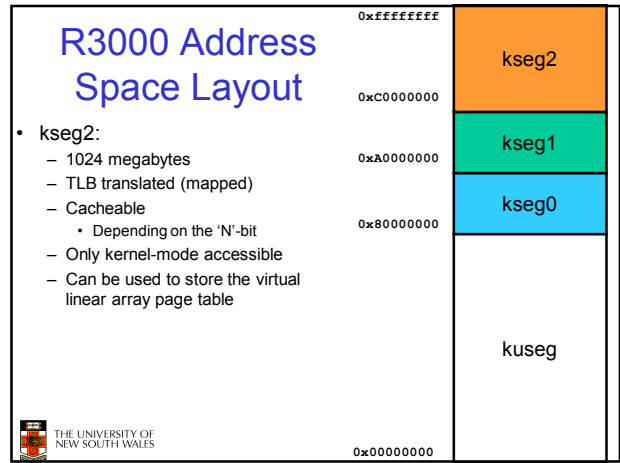 R3000 Address
Space Layout
• kseg2:
– 1024 megabytes
– TLB translated (mapped)
– Cacheable
• Depending on the ‘N’-bit
– Only kernel-mode accessible
– Can be used to store the virtual
linear array page table
0xffffffff
kseg2
0xC0000000
kseg1
0xA0000000
kseg0
0x80000000
kuseg
0x00000000
THE UNIVERSITY OF
NEW SOUTH WALES